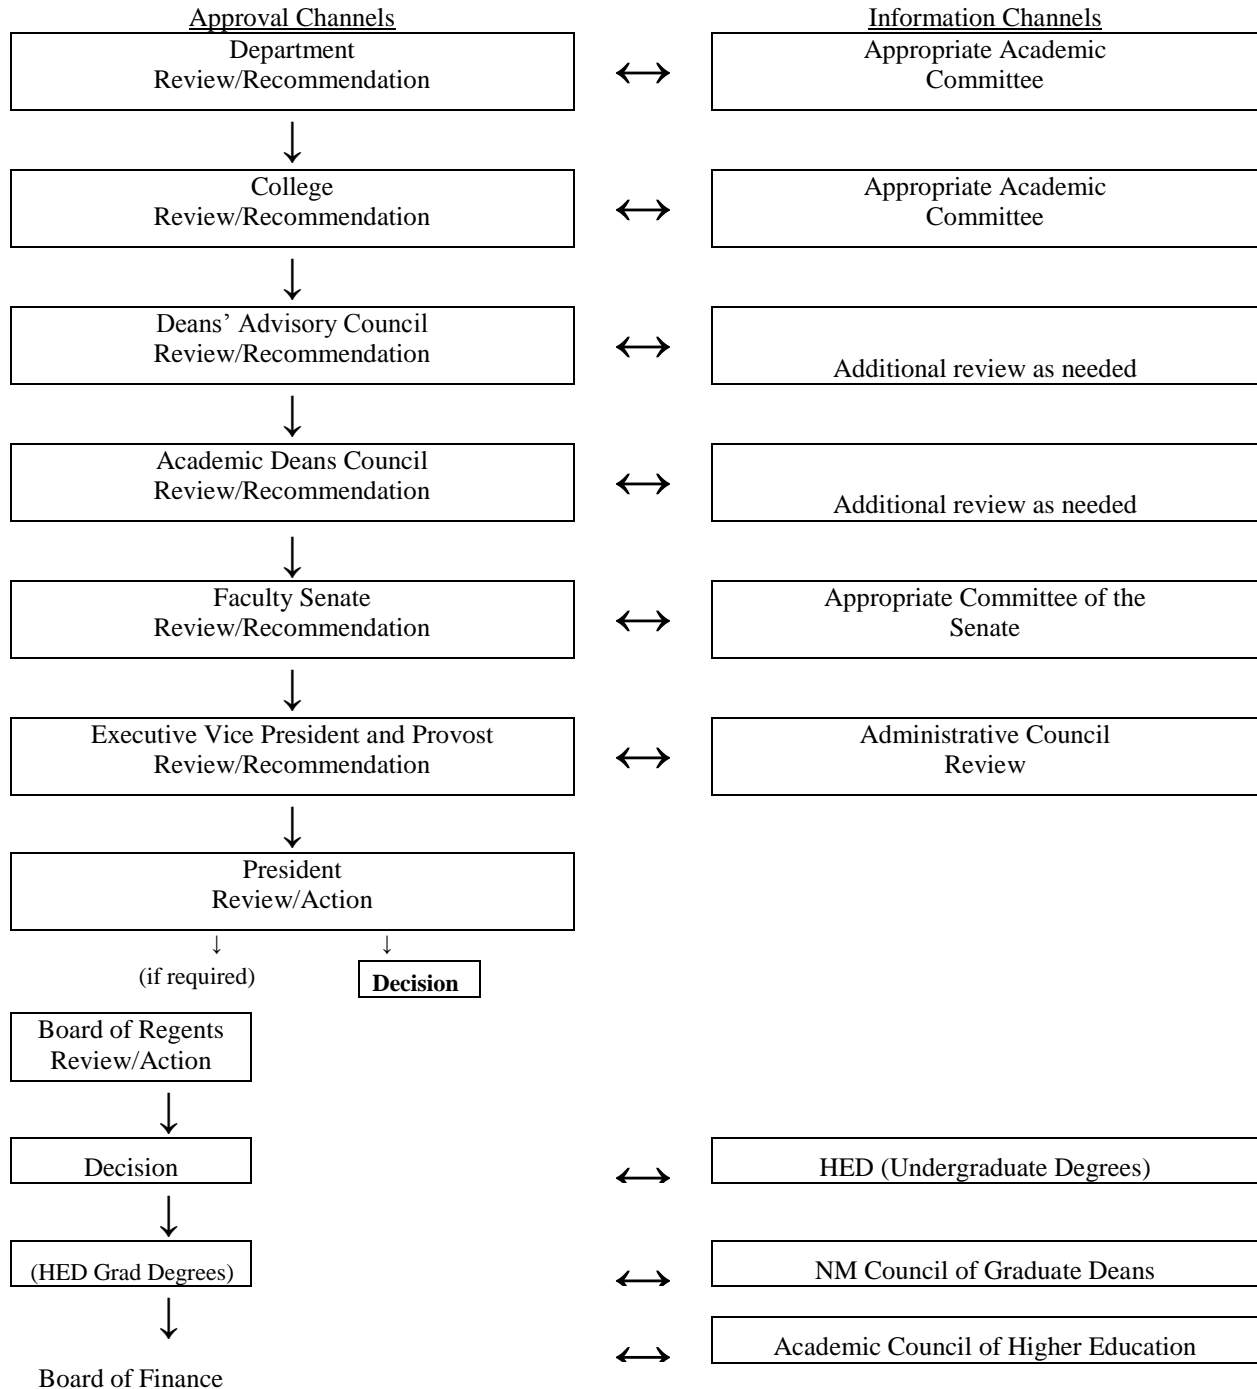 Approval Channels
Information Channels
Department
Review/Recommendation
Appropriate Academic
Committee
College
Review/Recommendation
Appropriate Academic
Committee
Deans’ Advisory Council
Review/Recommendation
Additional review as needed
Academic Deans Council
Review/Recommendation
Additional review as needed
Faculty Senate
Review/Recommendation
Appropriate Committee of the
Senate
Executive Vice President and Provost
Review/Recommendation
Administrative Council
Review
President
Review/Action
(if required)
Decision
Board of Regents
Review/Action
Decision
HED (Undergraduate Degrees)
(HED Grad Degrees)
NM Council of Graduate Deans
Academic Council of Higher Education
Board of Finance